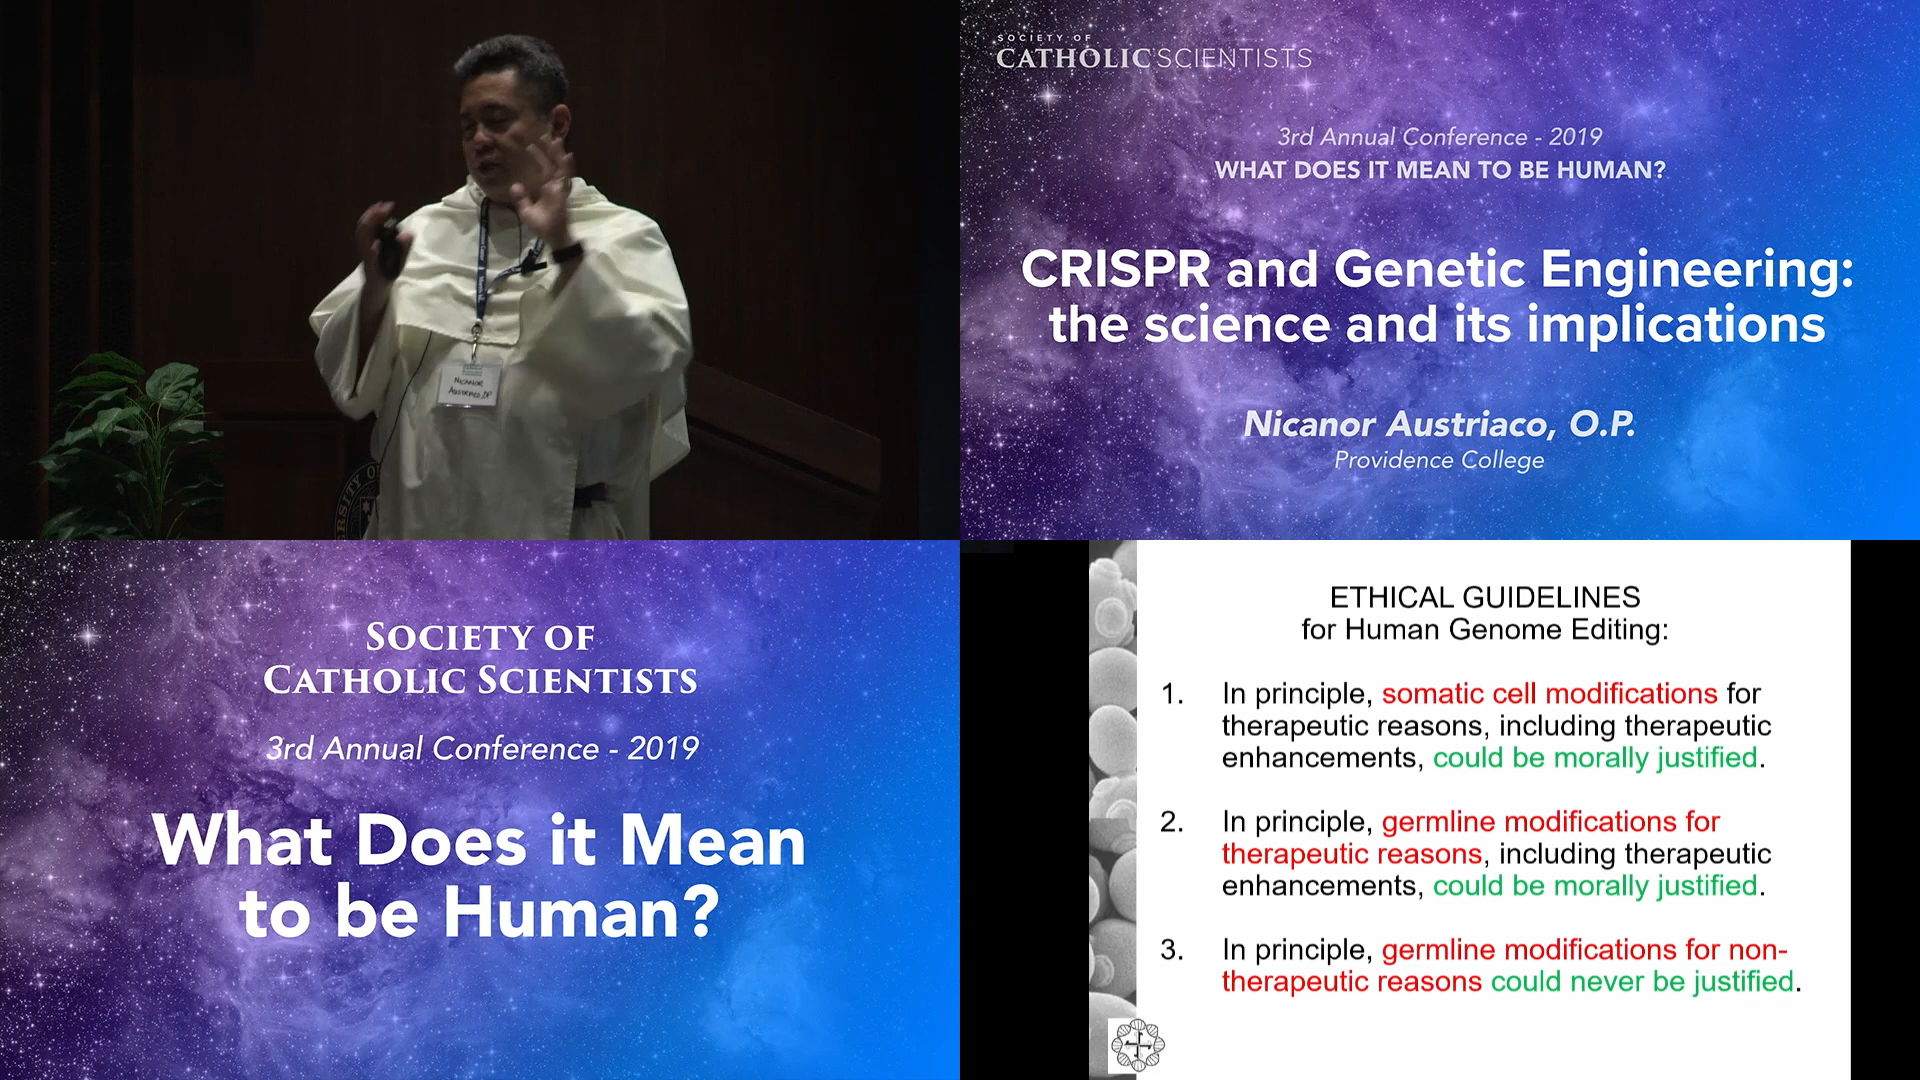 NICANOR
AUSTRIACO, OP
SOCIETY OF
CATHOLIC SCIENTISTS
3rd Annual Conference - 2019
WHAT DOES IT MEAN TO BE HUMAN?
CRISPR and Genetic Engineering:
the science and its implications
Nicanor Austriaco, O.P.
Providence College
SOCIETY OF
CATHOLIC SCIENTISTS
3rd Annual Conference - 2019
What Does it Mean
to be Human?
ETHICAL GUIDELINES
for Human Genome Editing:
1. In principle, somatic cell modifications for
therapeutic reasons, including therapeutic
enhancements, could be morally justified.
2. In principle, germline modifications for
therapeutic reasons, including therapeutic
enhancements, could be morally justified.
3. In principle, germline modifications for non-
therapeutic reasons could never be justified.